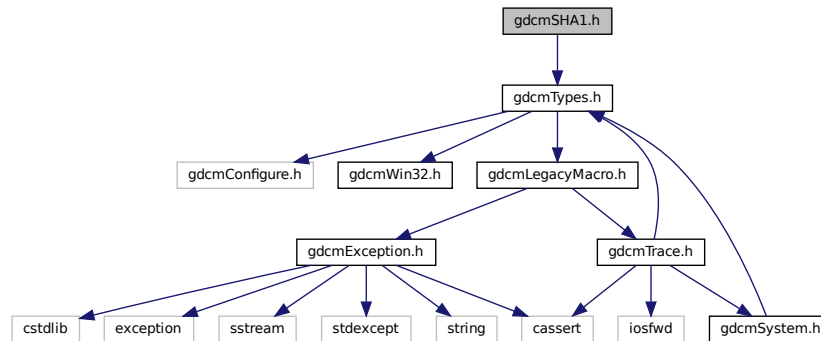 gdcmSHA1.h
gdcmTypes.h
gdcmConfigure.h
gdcmWin32.h
gdcmLegacyMacro.h
gdcmException.h
gdcmTrace.h
cstdlib
exception
sstream
stdexcept
string
cassert
iosfwd
gdcmSystem.h